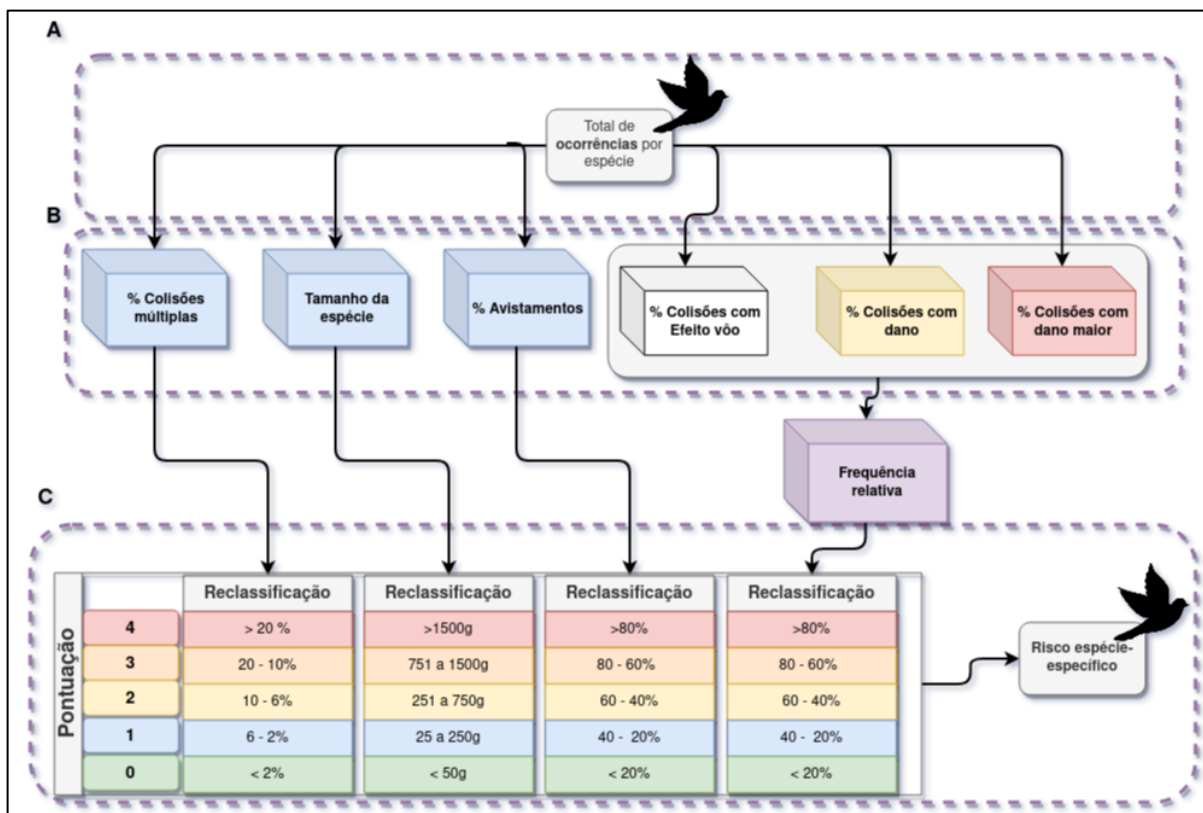 A
Total de
ocorrências por
espécie
B
% Colisões
múltiplas
Tamanho da
espécie
% Avistamentos
% Colisões com
Efeito vôo
% Colisões com
dano
% Colisões com
dano maior
Frequência
relativa
C
Pontuação
Reclassificação Reclassificação Reclassificação Reclassificação
4 > 20 % >1500g >80% >80%
3 20 - 10% 751 a 1500g 80 - 60% 80 - 60%
2 10 - 6% 251 a 750g 60 - 40% 60 - 40%
1 6 - 2% 25 a 250g 40 - 20% 40 - 20%
0 < 2% < 50g < 20% < 20%
Risco espécie-
específico